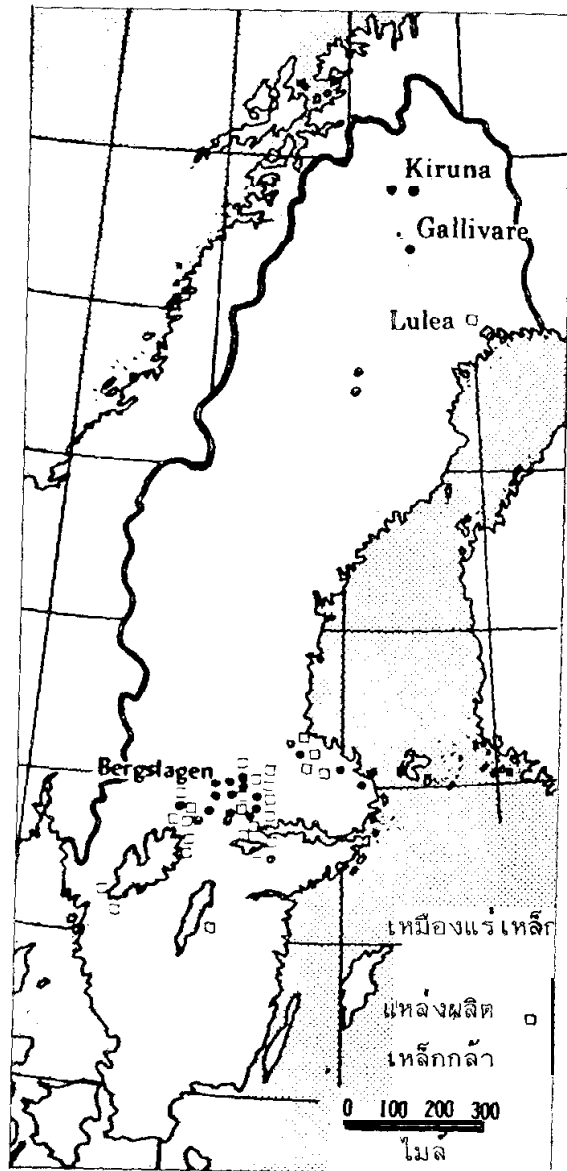 Kiruna
Gallivare
Lulea
Bergslagen
เหมืองแร่เหล็ก
แหล่งผลิต
เหล็กกล้า
0 100 200 300
ไมล์